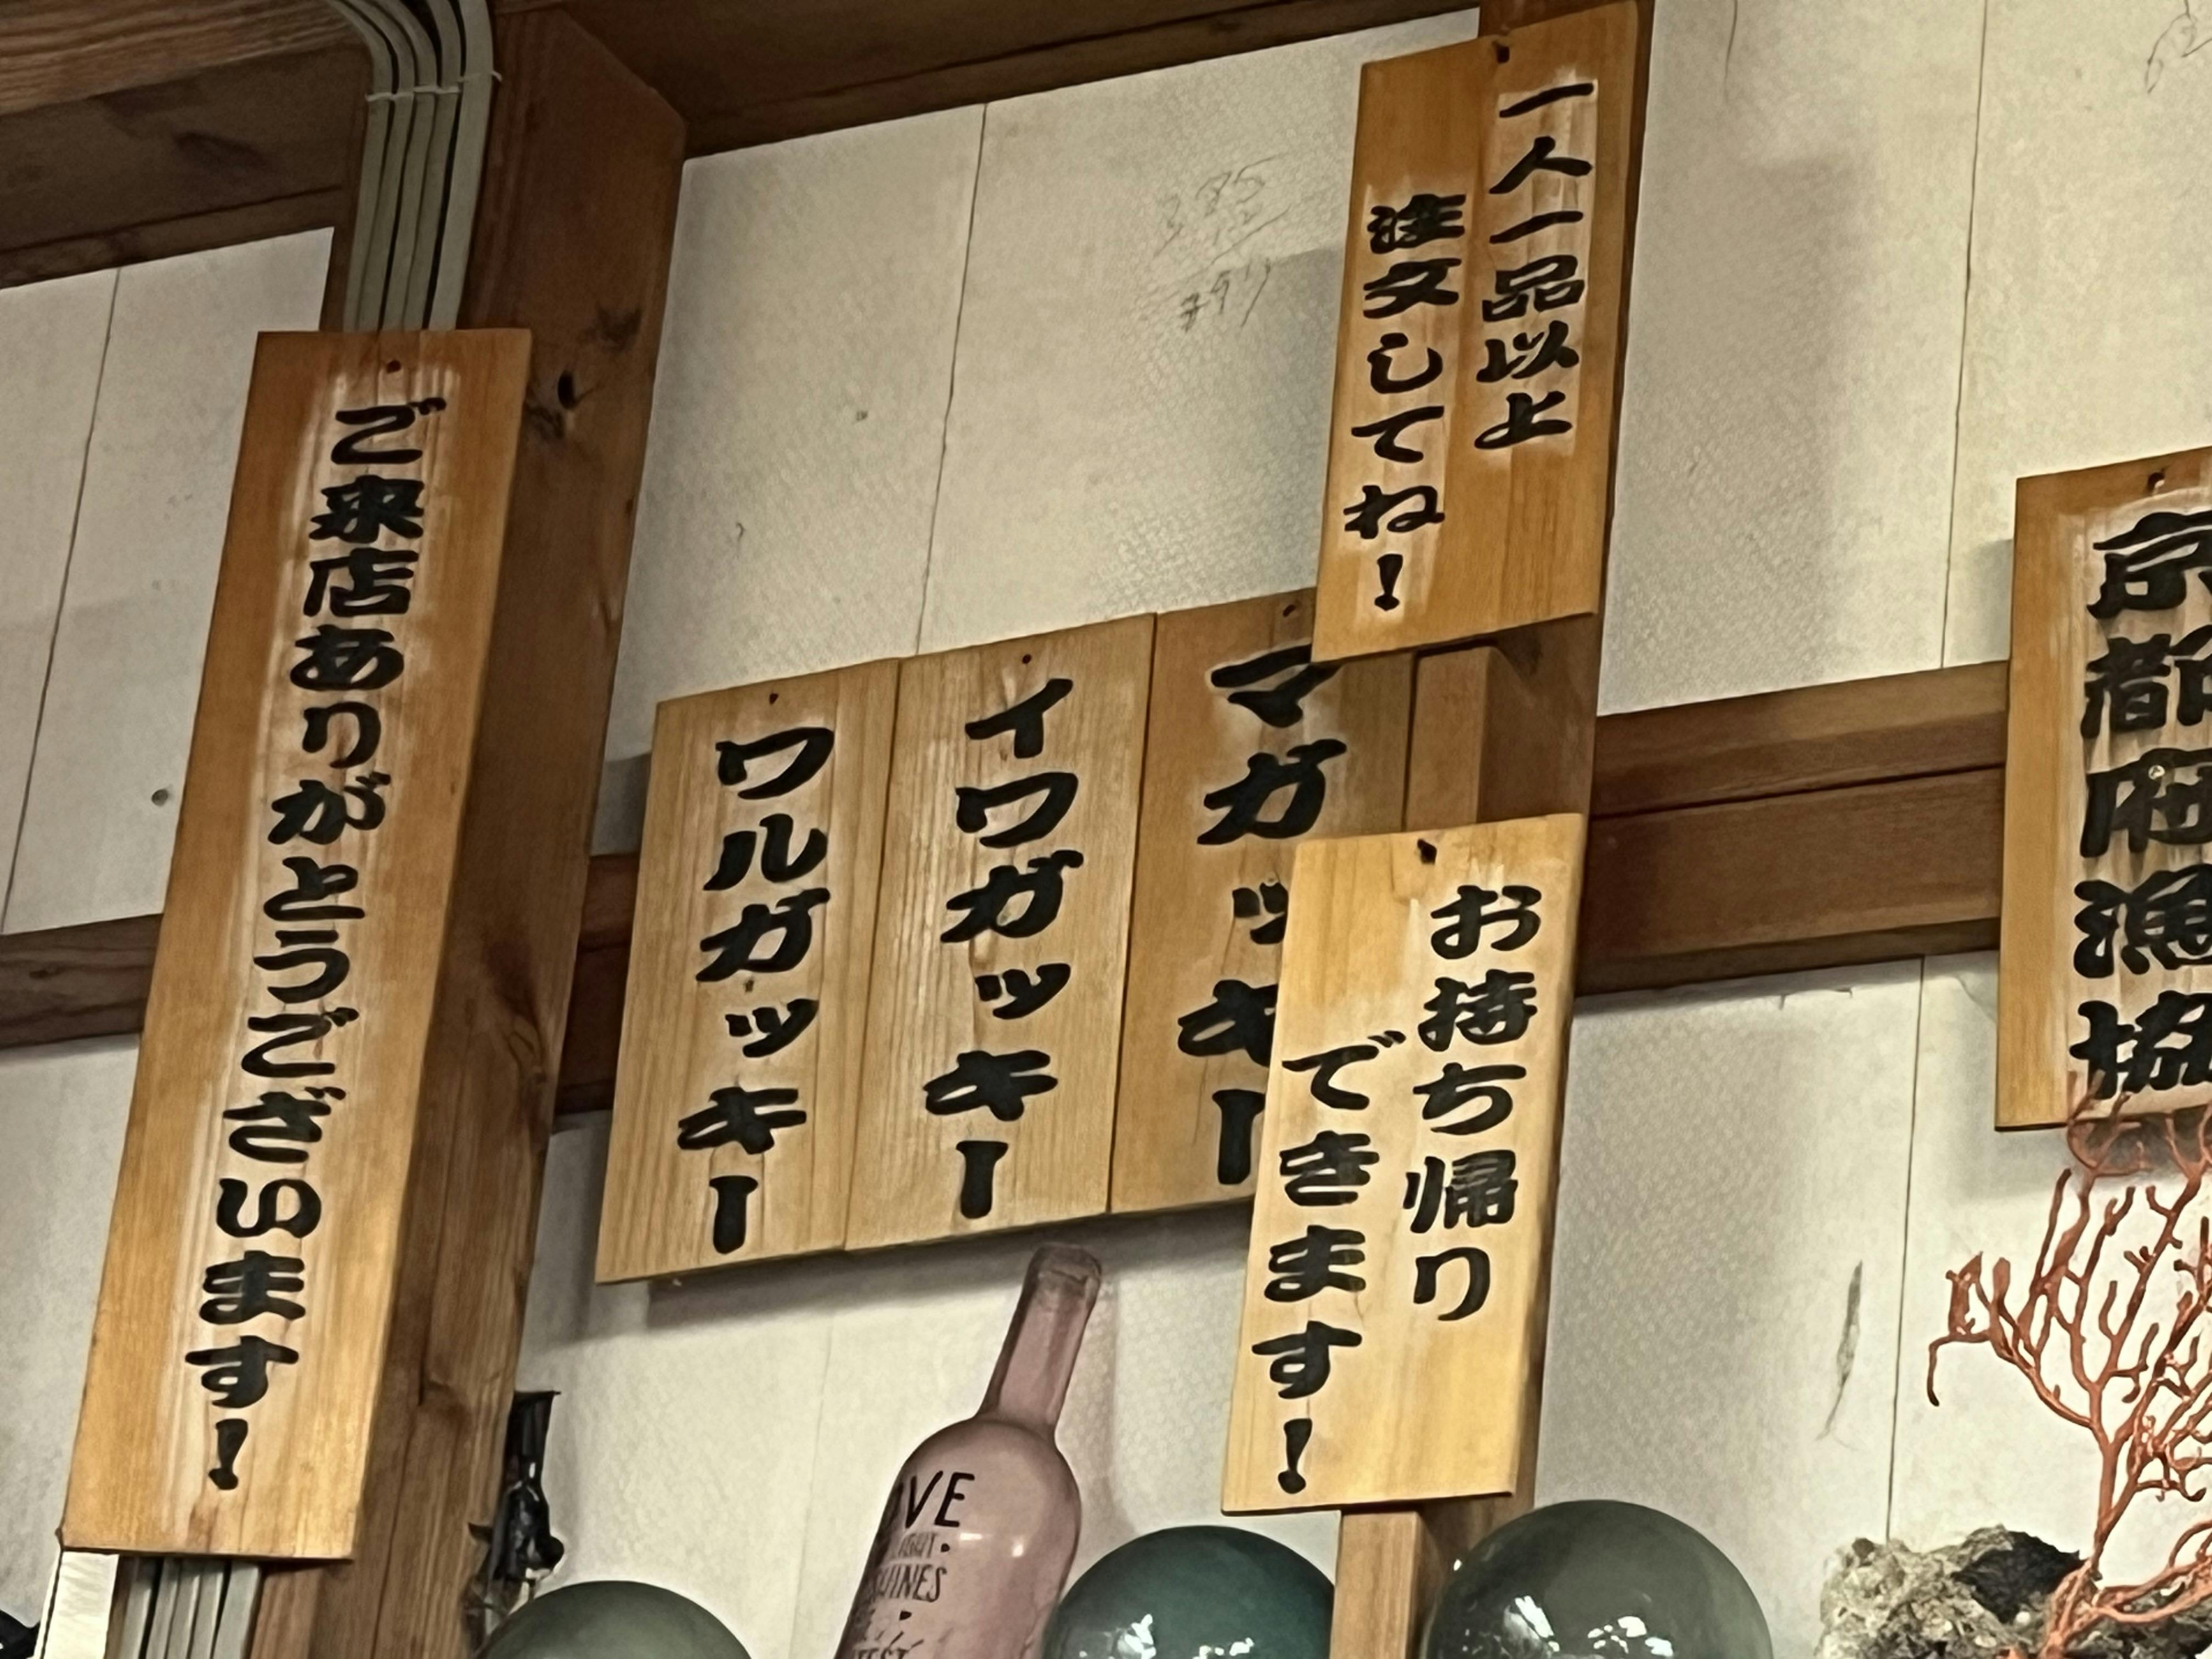 京都府漁協
一人一品以上
注文してね！
お持ち帰り
できます！
マガッキー
イワガッキー
ワルガッキー
ご来店ありがとうございます！